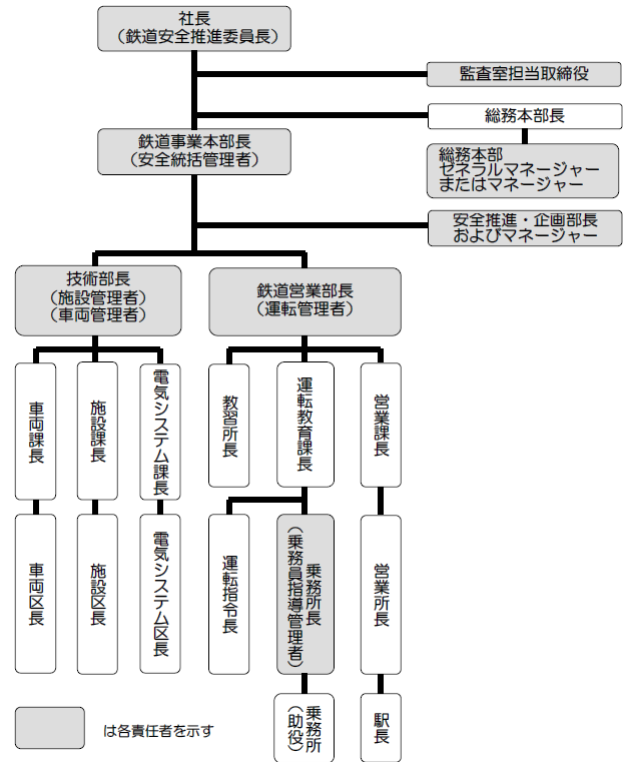 社長
(鉄道安全推進委員長)
監査室担当取締役
総務本部長
鉄道事業本部長
(安全統括管理者)
総務本部
ゼネラルマネージャー
またはマネージャー
安全推進・企画部長
およびマネージャー
技術部長
(施設管理者)
(車両管理者)
鉄道営業部長
(運転管理者)
車両課長
施設課長
電気システム課長
教習所長
運転教育課長
営業課長
車両区長
施設区長
電気システム区長
運転指令長
乗務所長
(乗務員指導管理者)
営業所長
乗務所
(助役)
駅長
は各責任者を示す